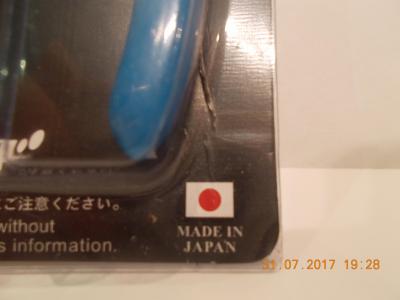 ご注意ください。
without
s information.
MADE IN
JAPAN
31.07.2017 19:28